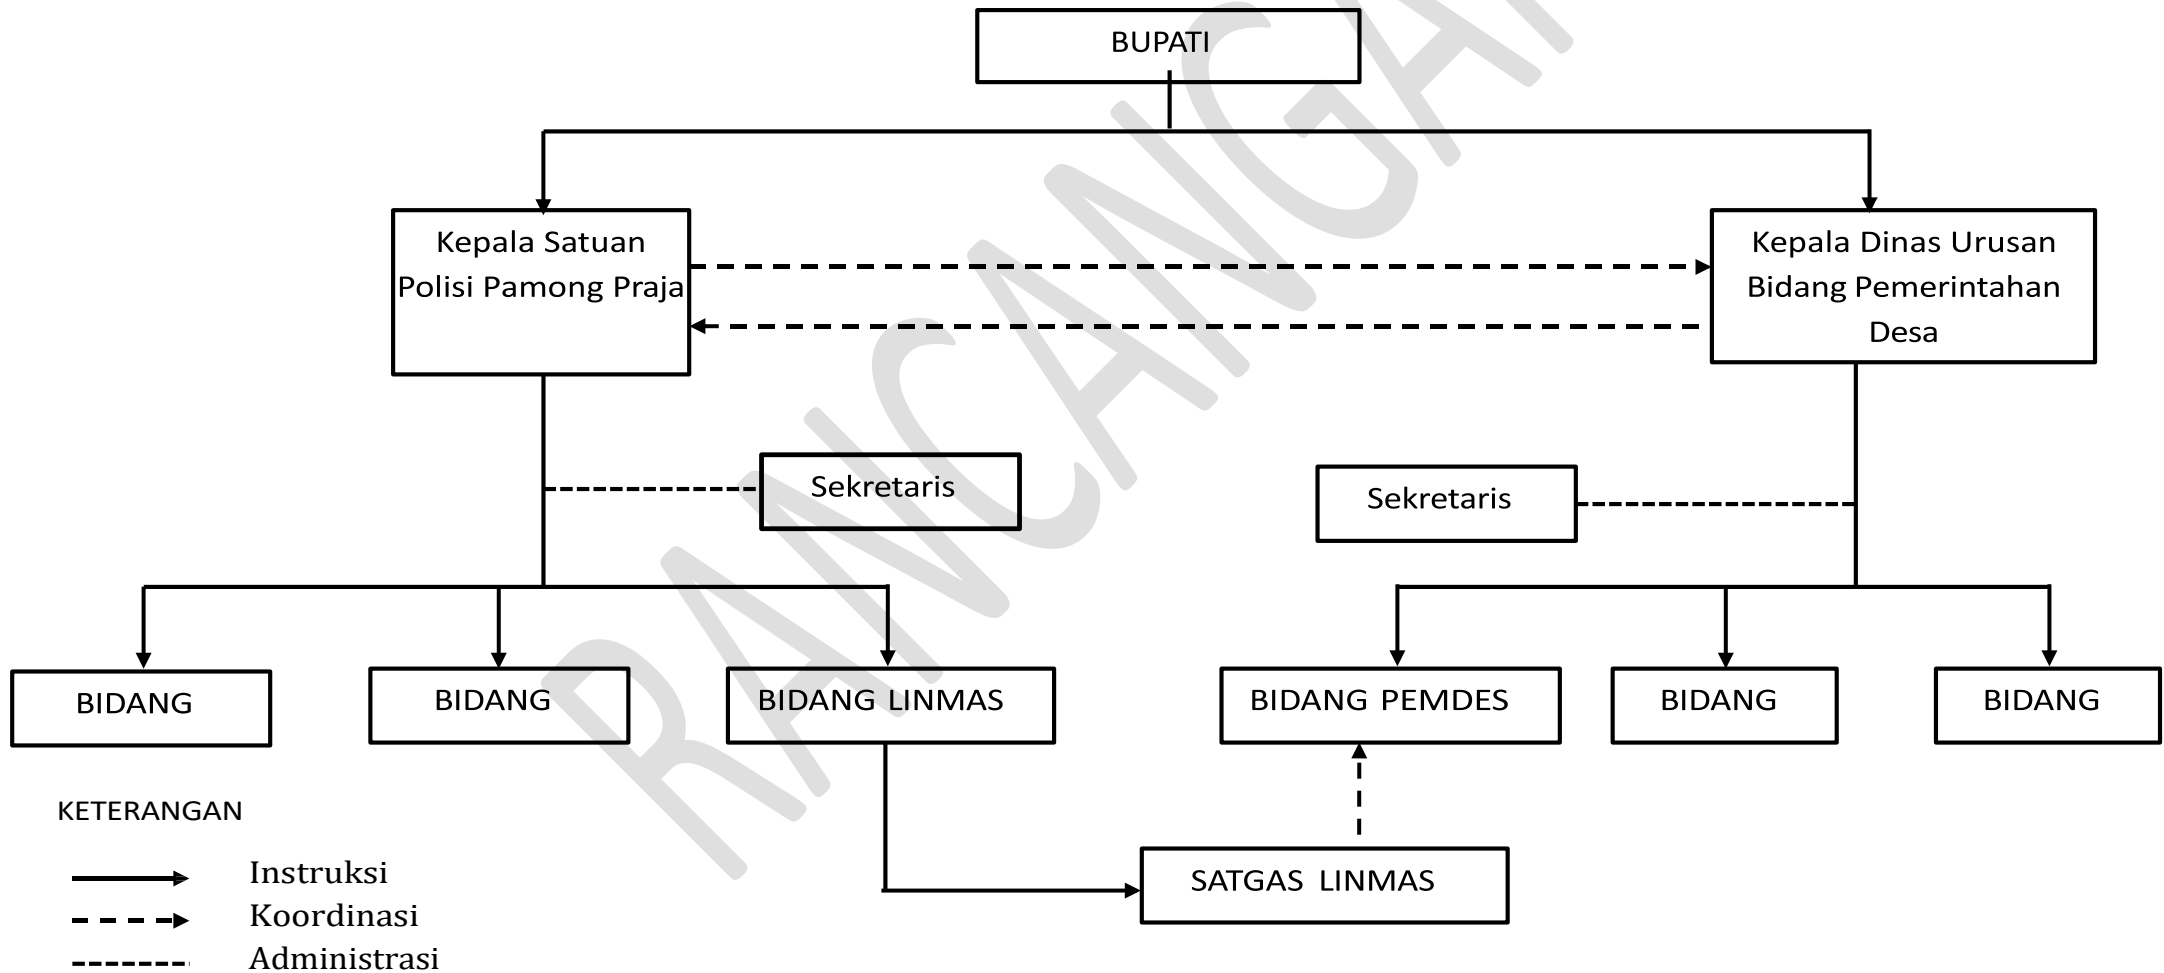 BUPATI
Kepala Satuan
Polisi Pamong Praja
Kepala Dinas Urusan
Bidang Pemerintahan
Desa
Sekretaris
Sekretaris
BIDANG
BIDANG
BIDANG LINMAS
BIDANG PEMDES
BIDANG
BIDANG
SATGAS LINMAS
KETERANGAN
Instruksi
Koordinasi
Administrasi
RANCANGA